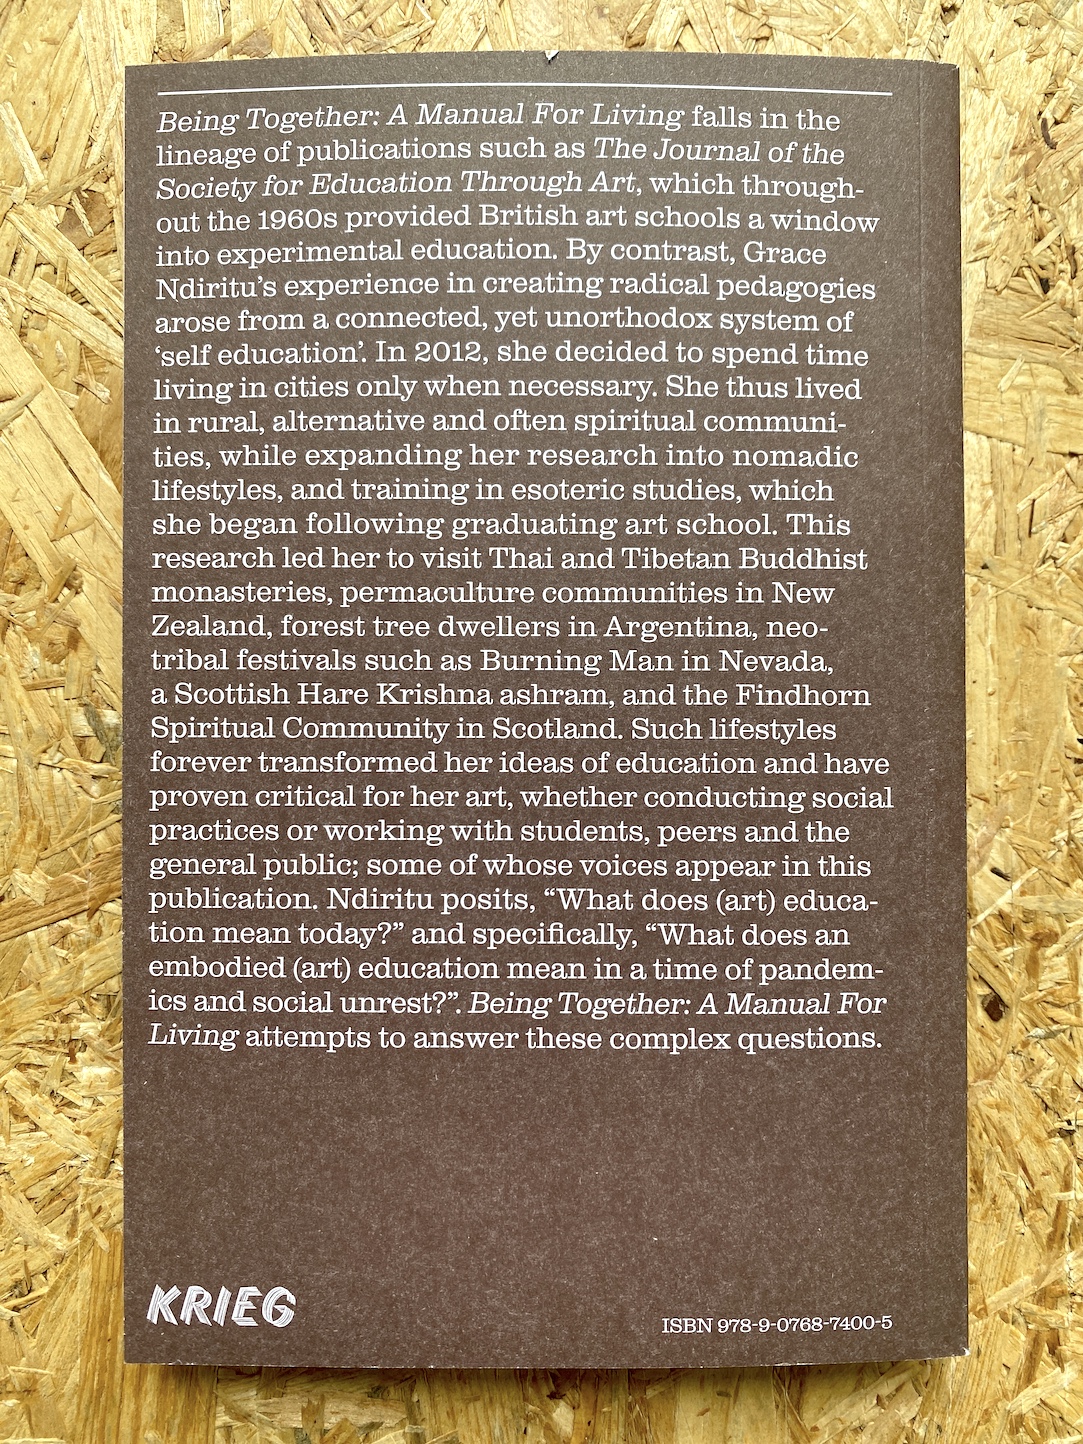 Being Together: A Manual For Living falls in the
lineage of publications such as The Journal of the
Society for Education Through Art, which through-
out the 1960s provided British art schools a window
into experimental education. By contrast, Grace
Ndiritu’s experience in creating radical pedagogies
arose from a connected, yet unorthodox system of
‘self education’. In 2012, she decided to spend time
living in cities only when necessary. She thus lived
in rural, alternative and often spiritual communi-
ties, while expanding her research into nomadic
lifestyles, and training in esoteric studies, which
she began following graduating art school. This
research led her to visit Thai and Tibetan Buddhist
monasteries, permaculture communities in New
Zealand, forest tree dwellers in Argentina, neo-
tribal festivals such as Burning Man in Nevada,
a Scottish Hare Krishna ashram, and the Findhorn
Spiritual Community in Scotland. Such lifestyles
forever transformed her ideas of education and have
proven critical for her art, whether conducting social
practices or working with students, peers and the
general public; some of whose voices appear in this
publication. Ndiritu posits, “What does (art) educa-
tion mean today?” and specifically, “What does an
embodied (art) education mean in a time of pandem-
ics and social unrest?”. Being Together: A Manual For
Living attempts to answer these complex questions.
KRIEG
ISBN 978-9-0768-7400-5